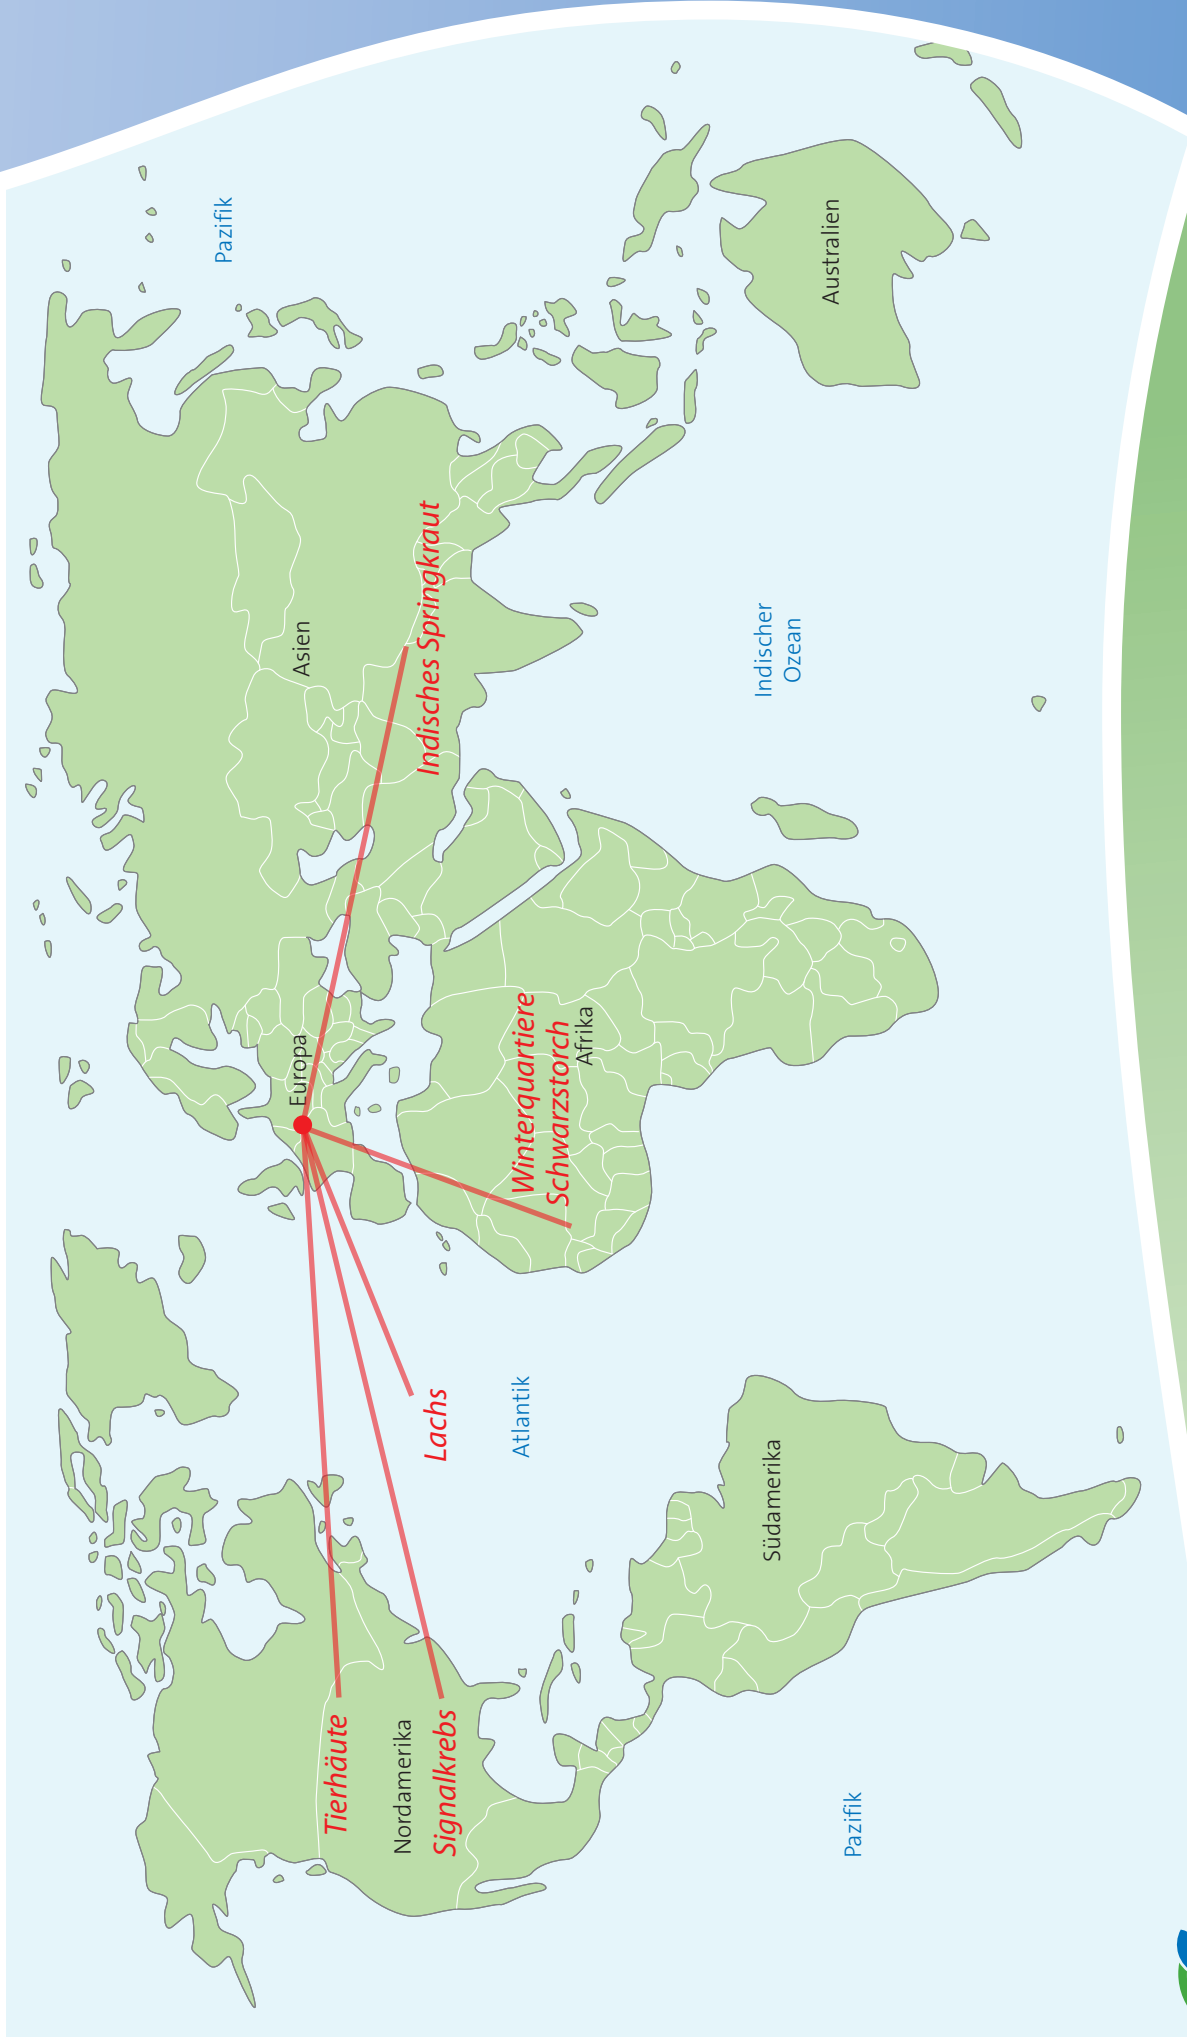 Tierhäute
Nordamerika
Signalkrebs
Lachs
Atlantik
Südamerika
Pazifik
Europa
Winterquartiere
Schwarzstorch
Afrika
Asien
Indisches Springkraut
Indischer
Ozean
Pazifik
Australien